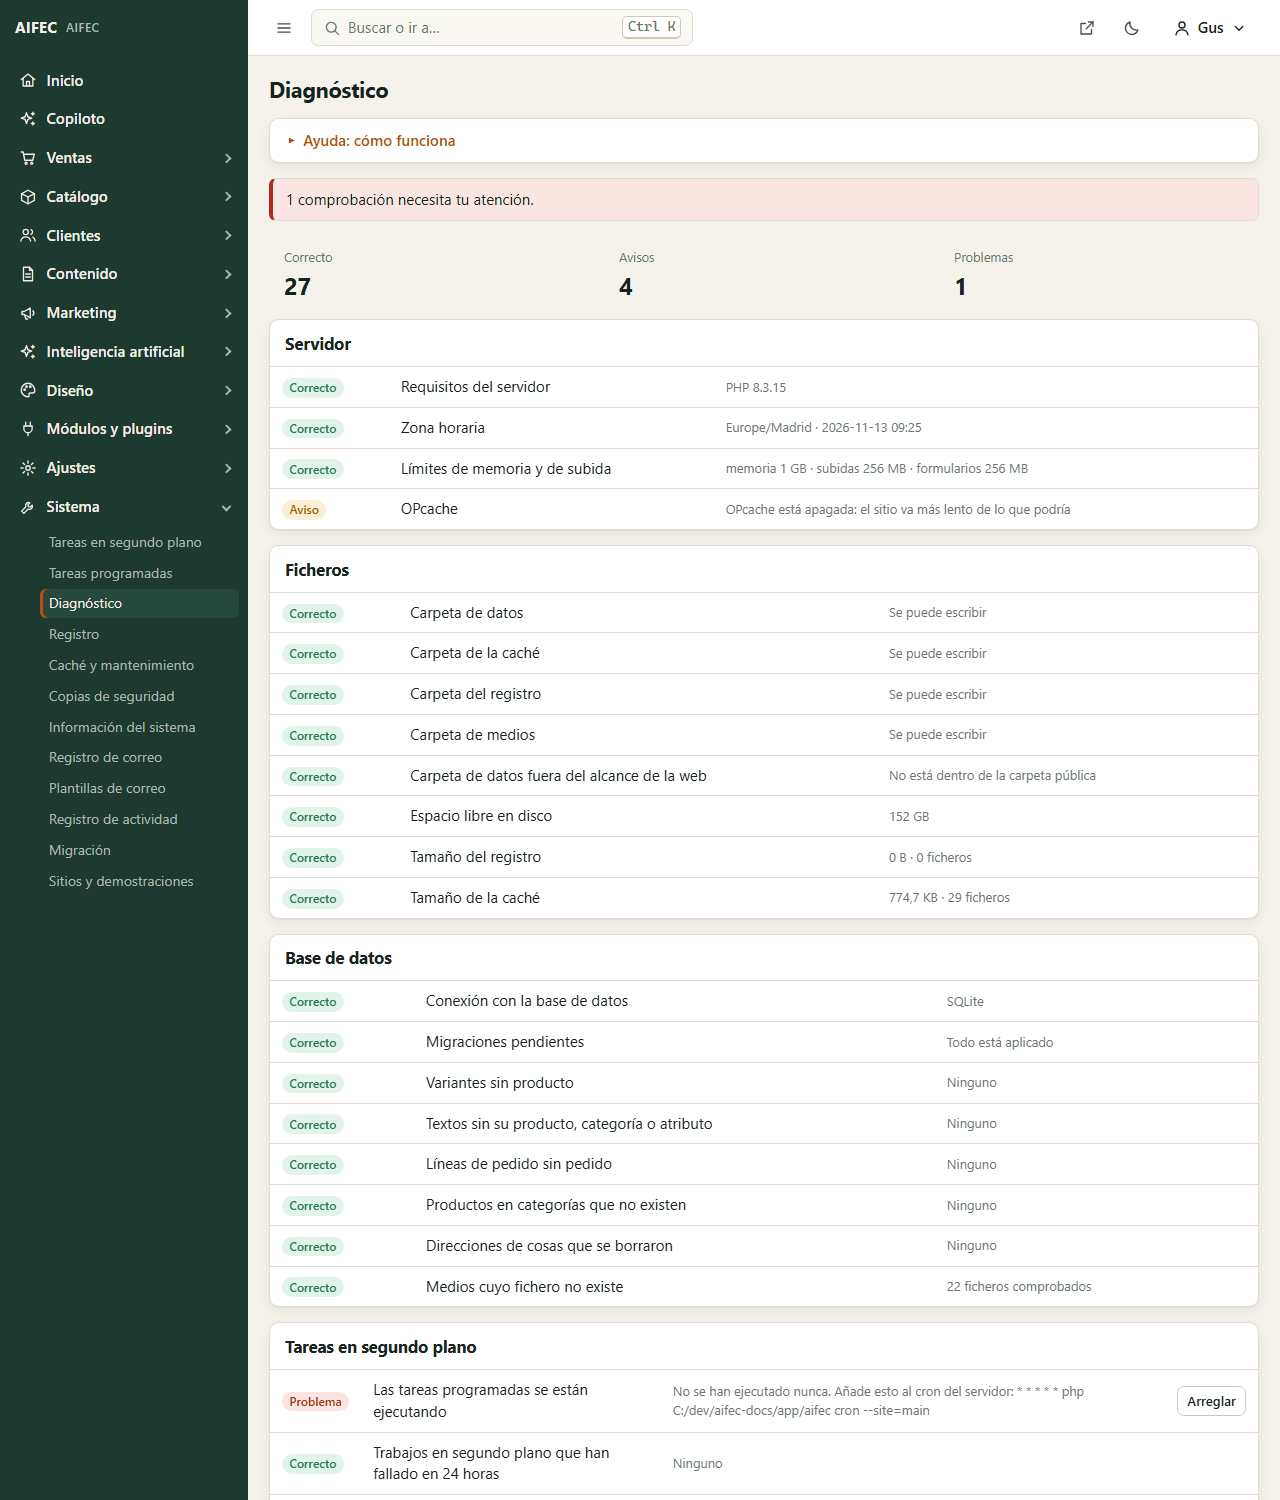 AIFEC AIFEC
Buscar o ir a...
Ctrl K
Gus
Inicio
Copiloto
Ventas
Catálogo
Clientes
Contenido
Marketing
Inteligencia artificial
Diseño
Módulos y plugins
Ajustes
Sistema
Tareas en segundo plano
Tareas programadas
Diagnóstico
Registro
Caché y mantenimiento
Copias de seguridad
Información del sistema
Registro de correo
Plantillas de correo
Registro de actividad
Migración
Sitios y demostraciones
Diagnóstico
Ayuda: cómo funciona
1 comprobación necesita tu atención.
Correcto
27
Avisos
4
Problemas
1
Servidor
Correcto Requisitos del servidor PHP 8.3.15
Correcto Zona horaria Europe/Madrid · 2026-11-13 09:25
Correcto Límites de memoria y de subida memoria 1 GB · subidas 256 MB · formularios 256 MB
Aviso OPcache OPcache está apagada: el sitio va más lento de lo que podría
Ficheros
Correcto Carpeta de datos Se puede escribir
Correcto Carpeta de la caché Se puede escribir
Correcto Carpeta del registro Se puede escribir
Correcto Carpeta de medios Se puede escribir
Correcto Carpeta de datos fuera del alcance de la web No está dentro de la carpeta pública
Correcto Espacio libre en disco 152 GB
Correcto Tamaño del registro 0 B · 0 ficheros
Correcto Tamaño de la caché 774,7 KB · 29 ficheros
Base de datos
Correcto Conexión con la base de datos SQLite
Correcto Migraciones pendientes Todo está aplicado
Correcto Variantes sin producto Ninguno
Correcto Textos sin su producto, categoría o atributo Ninguno
Correcto Líneas de pedido sin pedido Ninguno
Correcto Productos en categorías que no existen Ninguno
Correcto Direcciones de cosas que se borraron Ninguno
Correcto Medios cuyo fichero no existe 22 ficheros comprobados
Tareas en segundo plano
Problema
Las tareas programadas se están
ejecutando
No se han ejecutado nunca. Añade esto al cron del servidor: * * * * * php
C:/dev/aifec-docs/app/aifec cron --site=main
Arreglar
Correcto
Trabajos en segundo plano que han
fallado en 24 horas
Ninguno